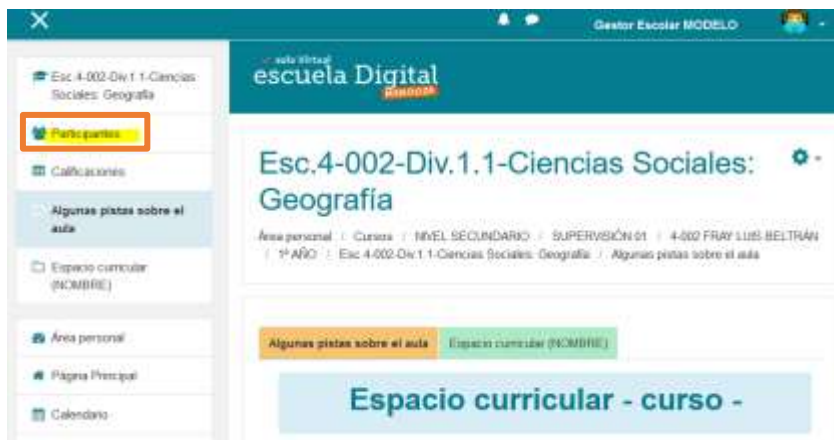 Gestor Escolar MODELO
Esc.4-002-Div.1.1-Ciencias
Sociales: Geografía
Participantes
Calificaciones
Algunas pistas sobre el
aula
Espacio curricular
(NOMBRE)
Área personal
Página Principal
Calendario
aula Virtual
escuela Digital
MENDOZA
Esc.4-002-Div.1.1-Ciencias Sociales:
Geografía
Área personal / Cursos / NIVEL SECUNDARIO / SUPERVISIÓN 01 / 4-002 FRAY LUIS BELTRÁN
/ 1º AÑO / Esc.4-002-Div.1.1-Ciencias Sociales: Geografía / Algunas pistas sobre el aula
Algunas pistas sobre el aula
Espacio curricular (NOMBRE)
Espacio curricular - curso -